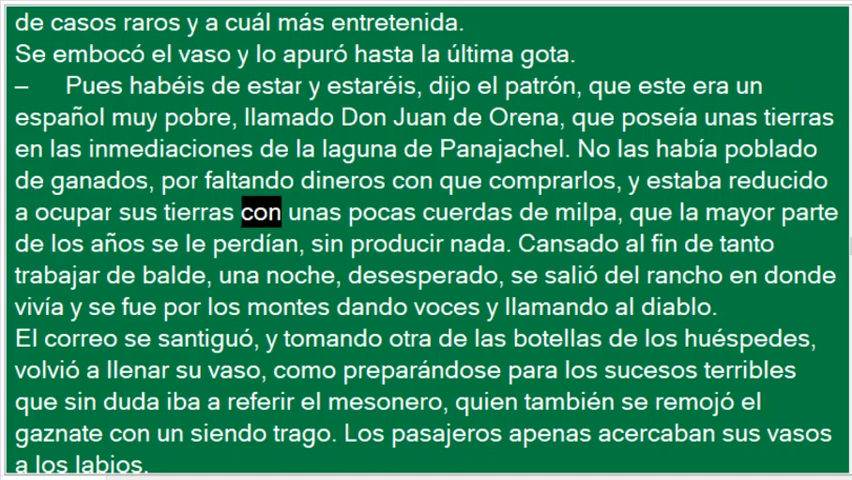 de casos raros y a cuál más entretenida.
Se embocó el vaso y lo apuró hasta la última gota.
– Pues habéis de estar y estaréis, dijo el patrón, que este era un
español muy pobre, llamado Don Juan de Orena, que poseía unas tierras
en las inmediaciones de la laguna de Panajachel. No las había poblado
de ganados, por faltando dineros con que comprarlos, y estaba reducido
a ocupar sus tierras con unas pocas cuerdas de milpa, que la mayor parte
de los años se le perdían, sin producir nada. Cansado al fin de tanto
trabajar de balde, una noche, desesperado, se salió del rancho en donde
vivía y se fue por los montes dando voces y llamando al diablo.
El correo se santiguó, y tomando otra de las botellas de los huéspedes,
volvió a llenar su vaso, como preparándose para los sucesos terribles
que sin duda iba a referir el mesonero, quien también se remojó el
gaznate con un siendo trago. Los pasajeros apenas acercaban sus vasos
a los labios.